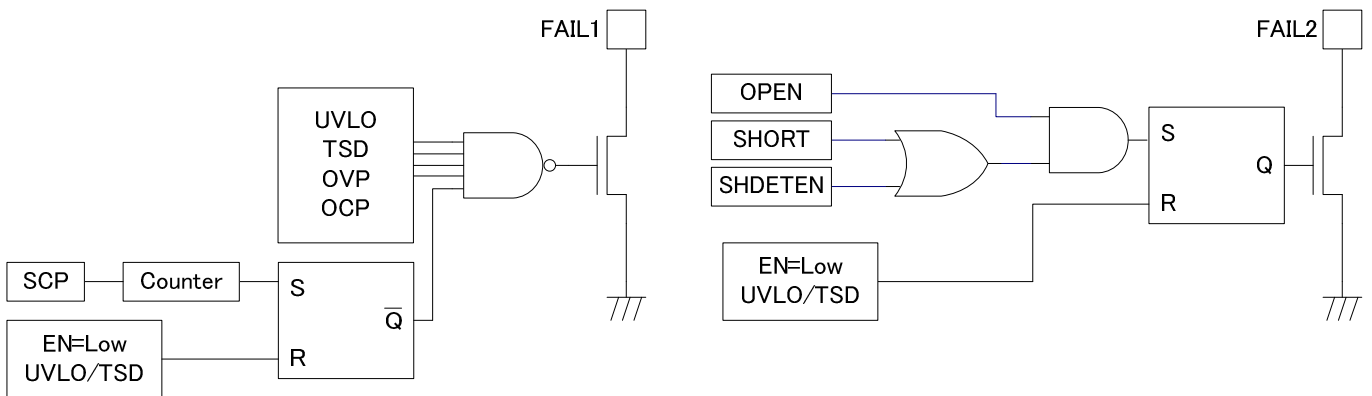 FAIL1
UVLO
TSD
OVP
OCP
SCP
Counter
S
R
Q̅
EN=Low
UVLO/TSD
FAIL2
OPEN
SHORT
SHDETEN
S
R
Q
EN=Low
UVLO/TSD